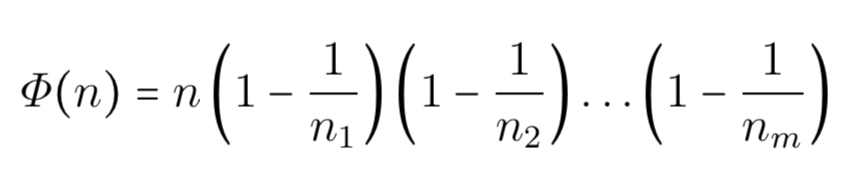 Φ(n) = n (1 − 1/n₁) (1 − 1/n₂) ... (1 − 1/nₘ)